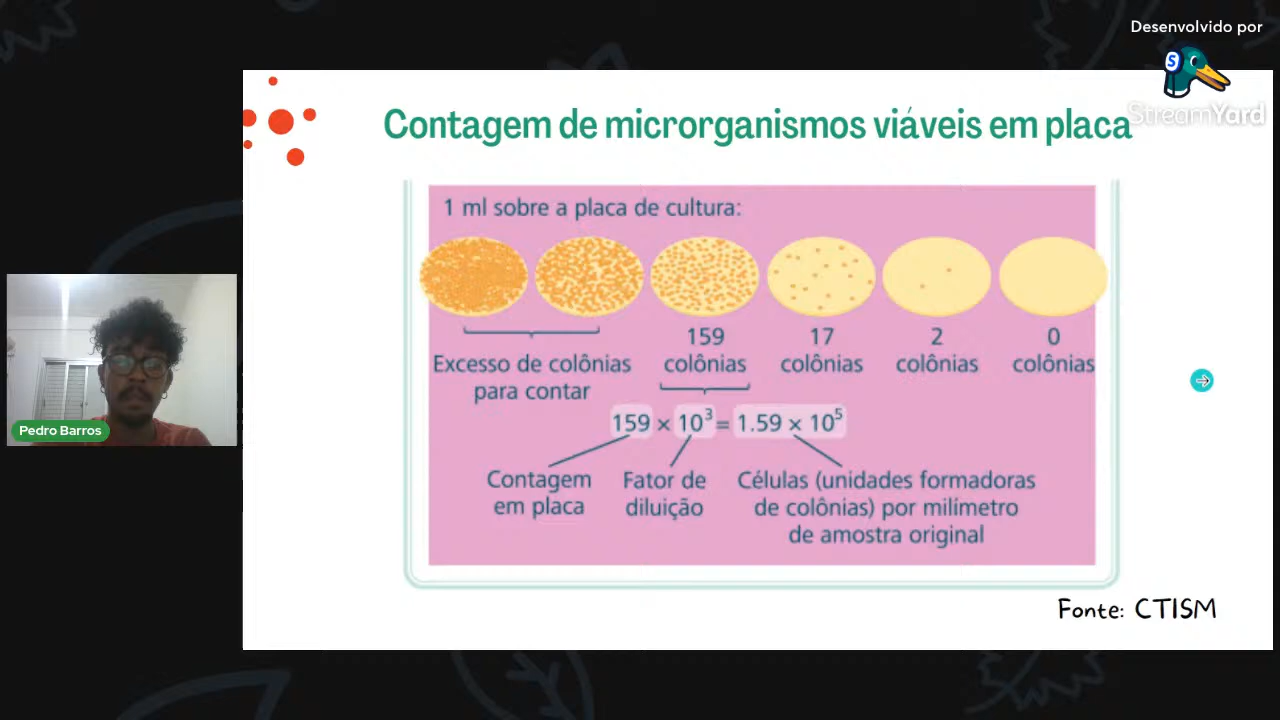 Desenvolvido por
StreamYard
Contagem de microrganismos viáveis em placa
1 ml sobre a placa de cultura:
159 17 2 0
Excesso de colônias colônias colônias colônias colônias
para contar
159 × 10³ = 1.59 × 10⁵
Contagem Fator de Células (unidades formadoras
em placa diluição de colônias) por milímetro
de amostra original
Pedro Barros
Fonte: CTISM